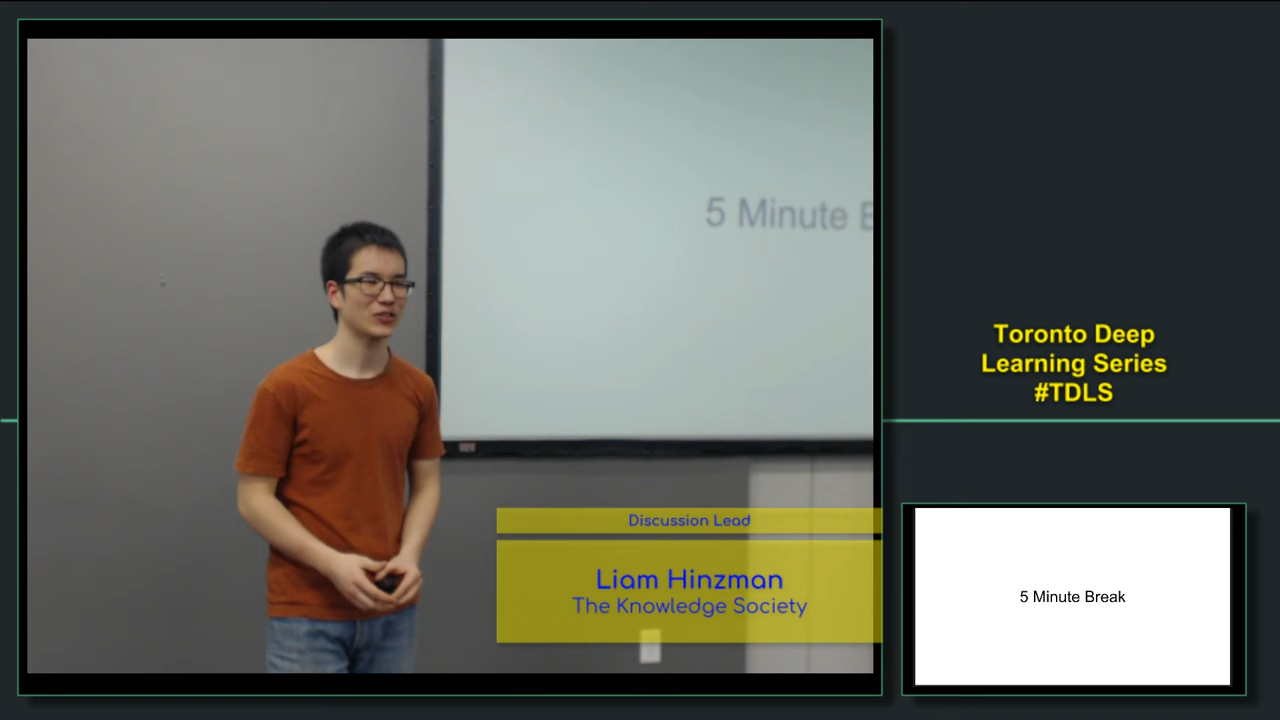 5 Minute
Toronto Deep
Learning Series
#TDLS
Discussion Lead
Liam Hinzman
The Knowledge Society
5 Minute Break